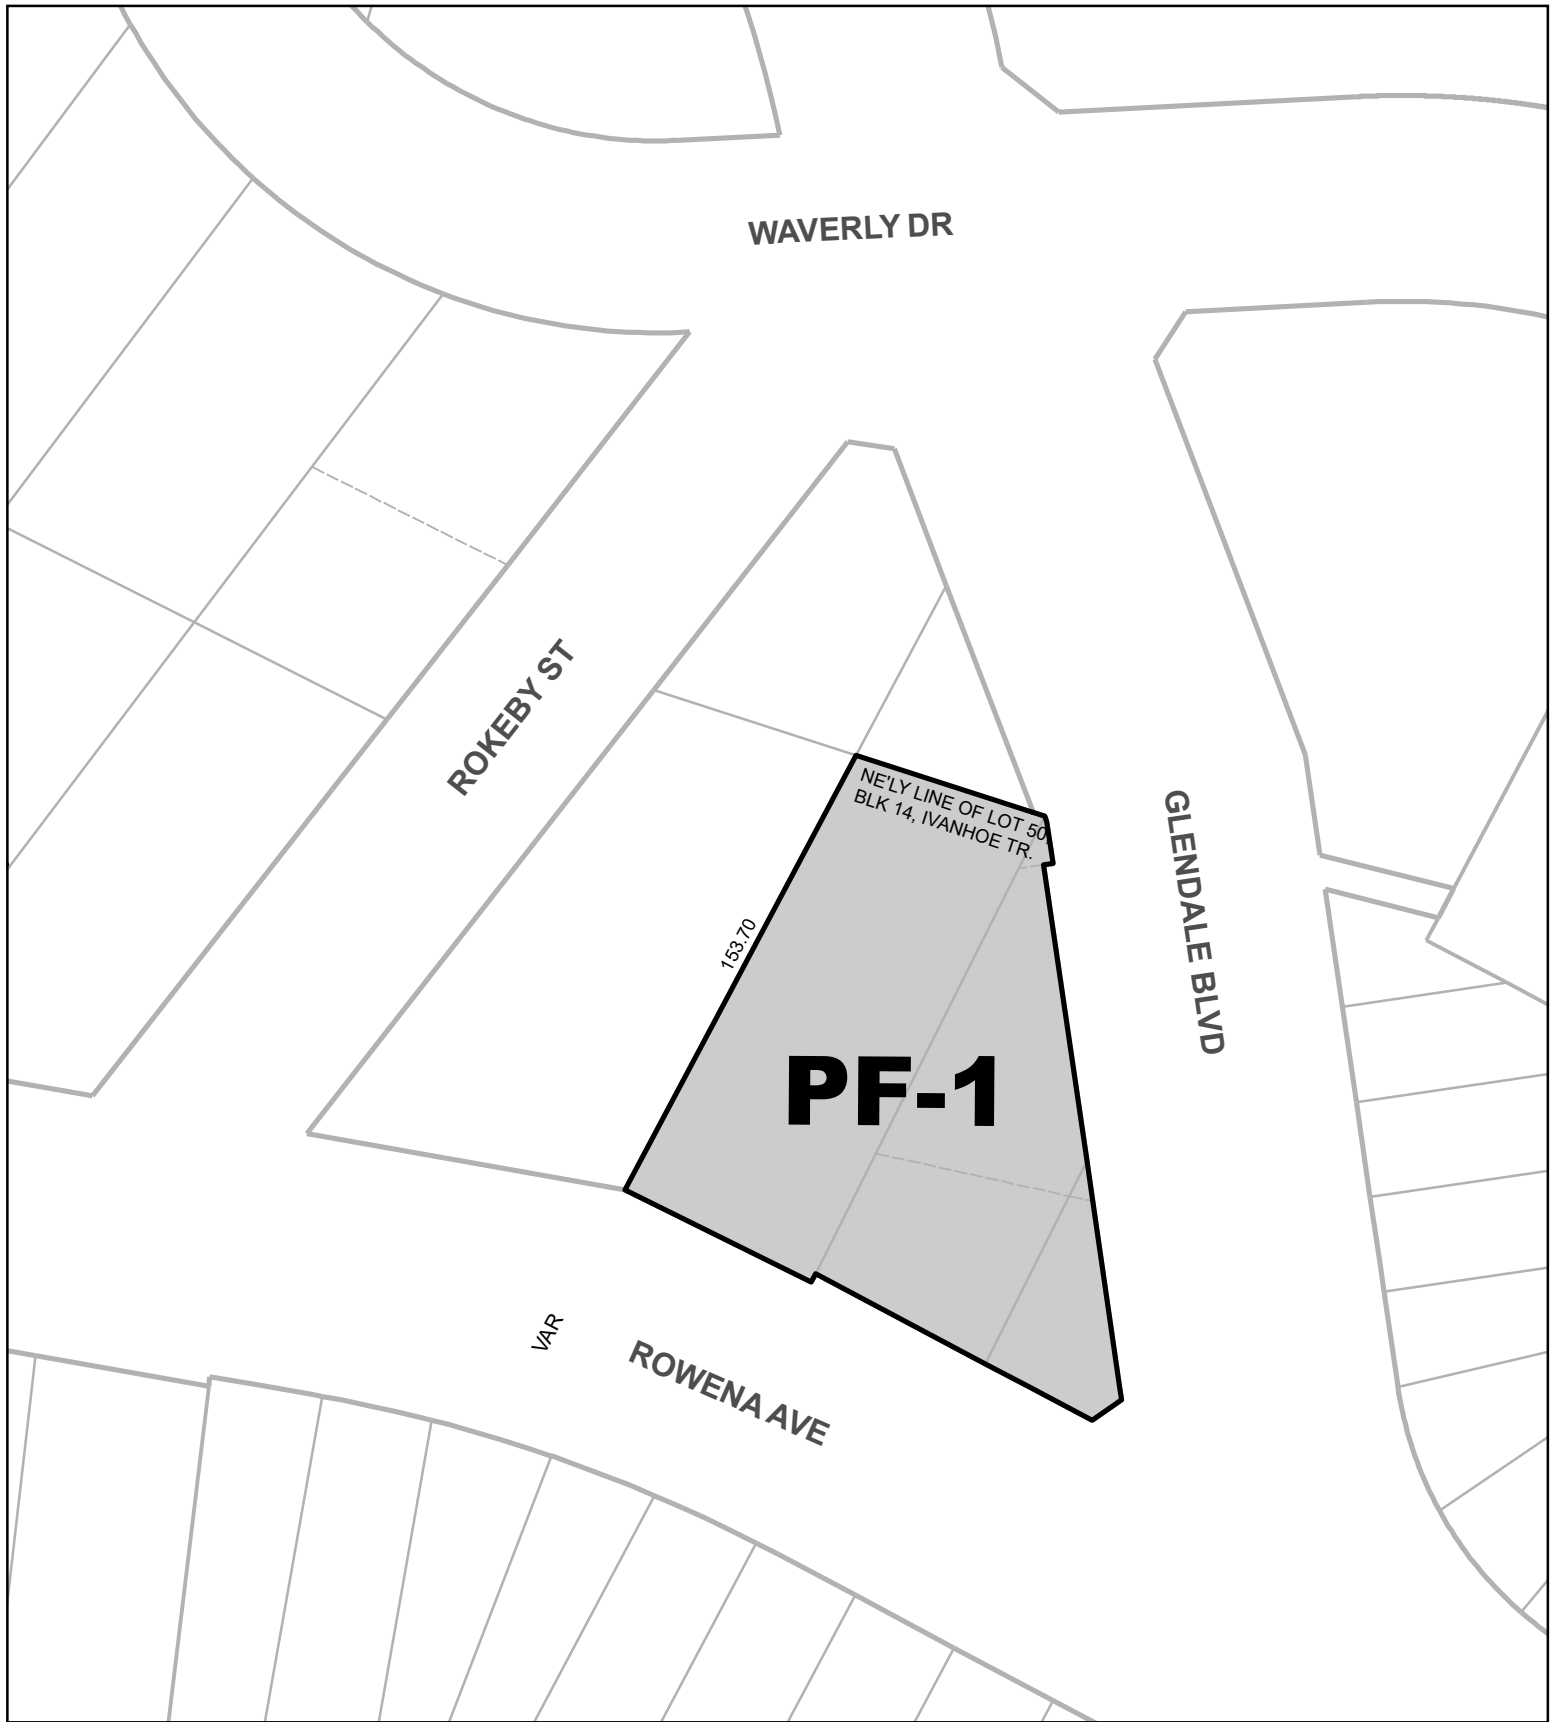 WAVERLY DR
ROKEBY ST
NE'LY LINE OF LOT 50,
BLK 14, IVANHOE TR.
GLENDALE BLVD
153.70
PF-1
VAR
ROWENA AVE